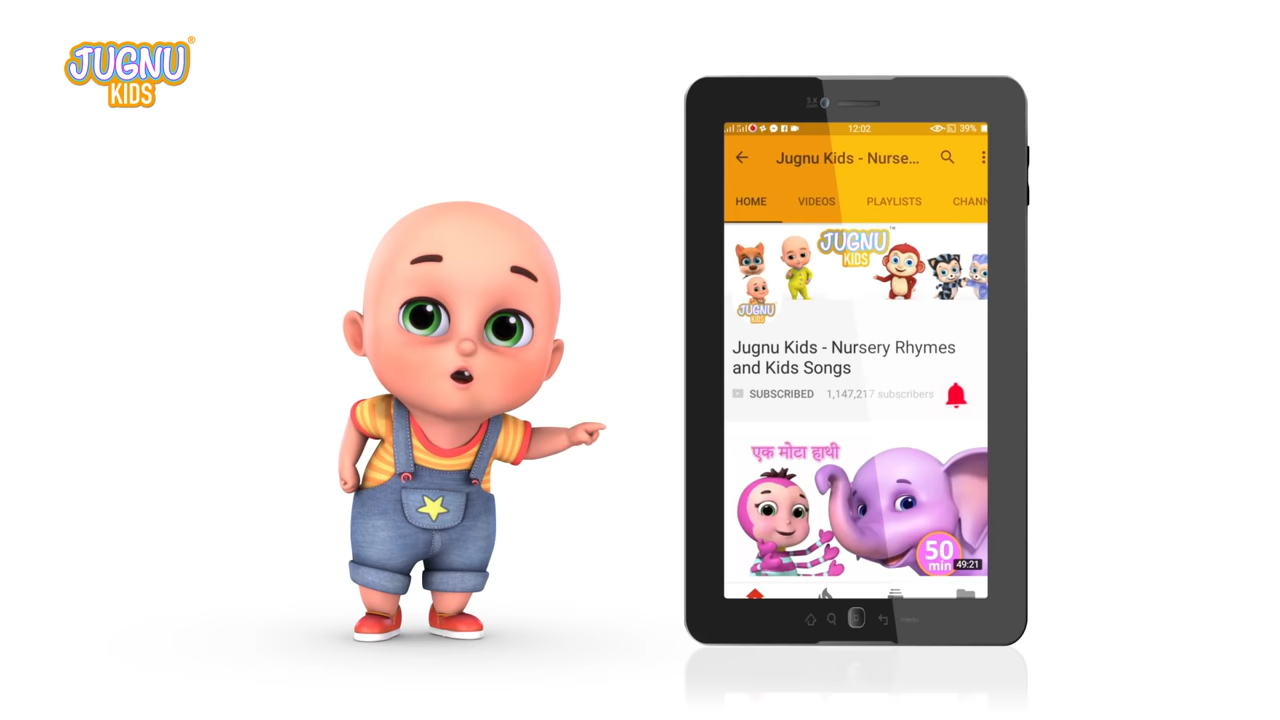 JUGNU®
KIDS
12:02
39%
Jugnu Kids - Nurse...
HOME VIDEOS PLAYLISTS CHANN
JUGNU™
KIDS
JUGNU
KIDS
Jugnu Kids - Nursery Rhymes
and Kids Songs
SUBSCRIBED 1,147,217 subscribers
एक मोटा हाथी
50
min
49:21